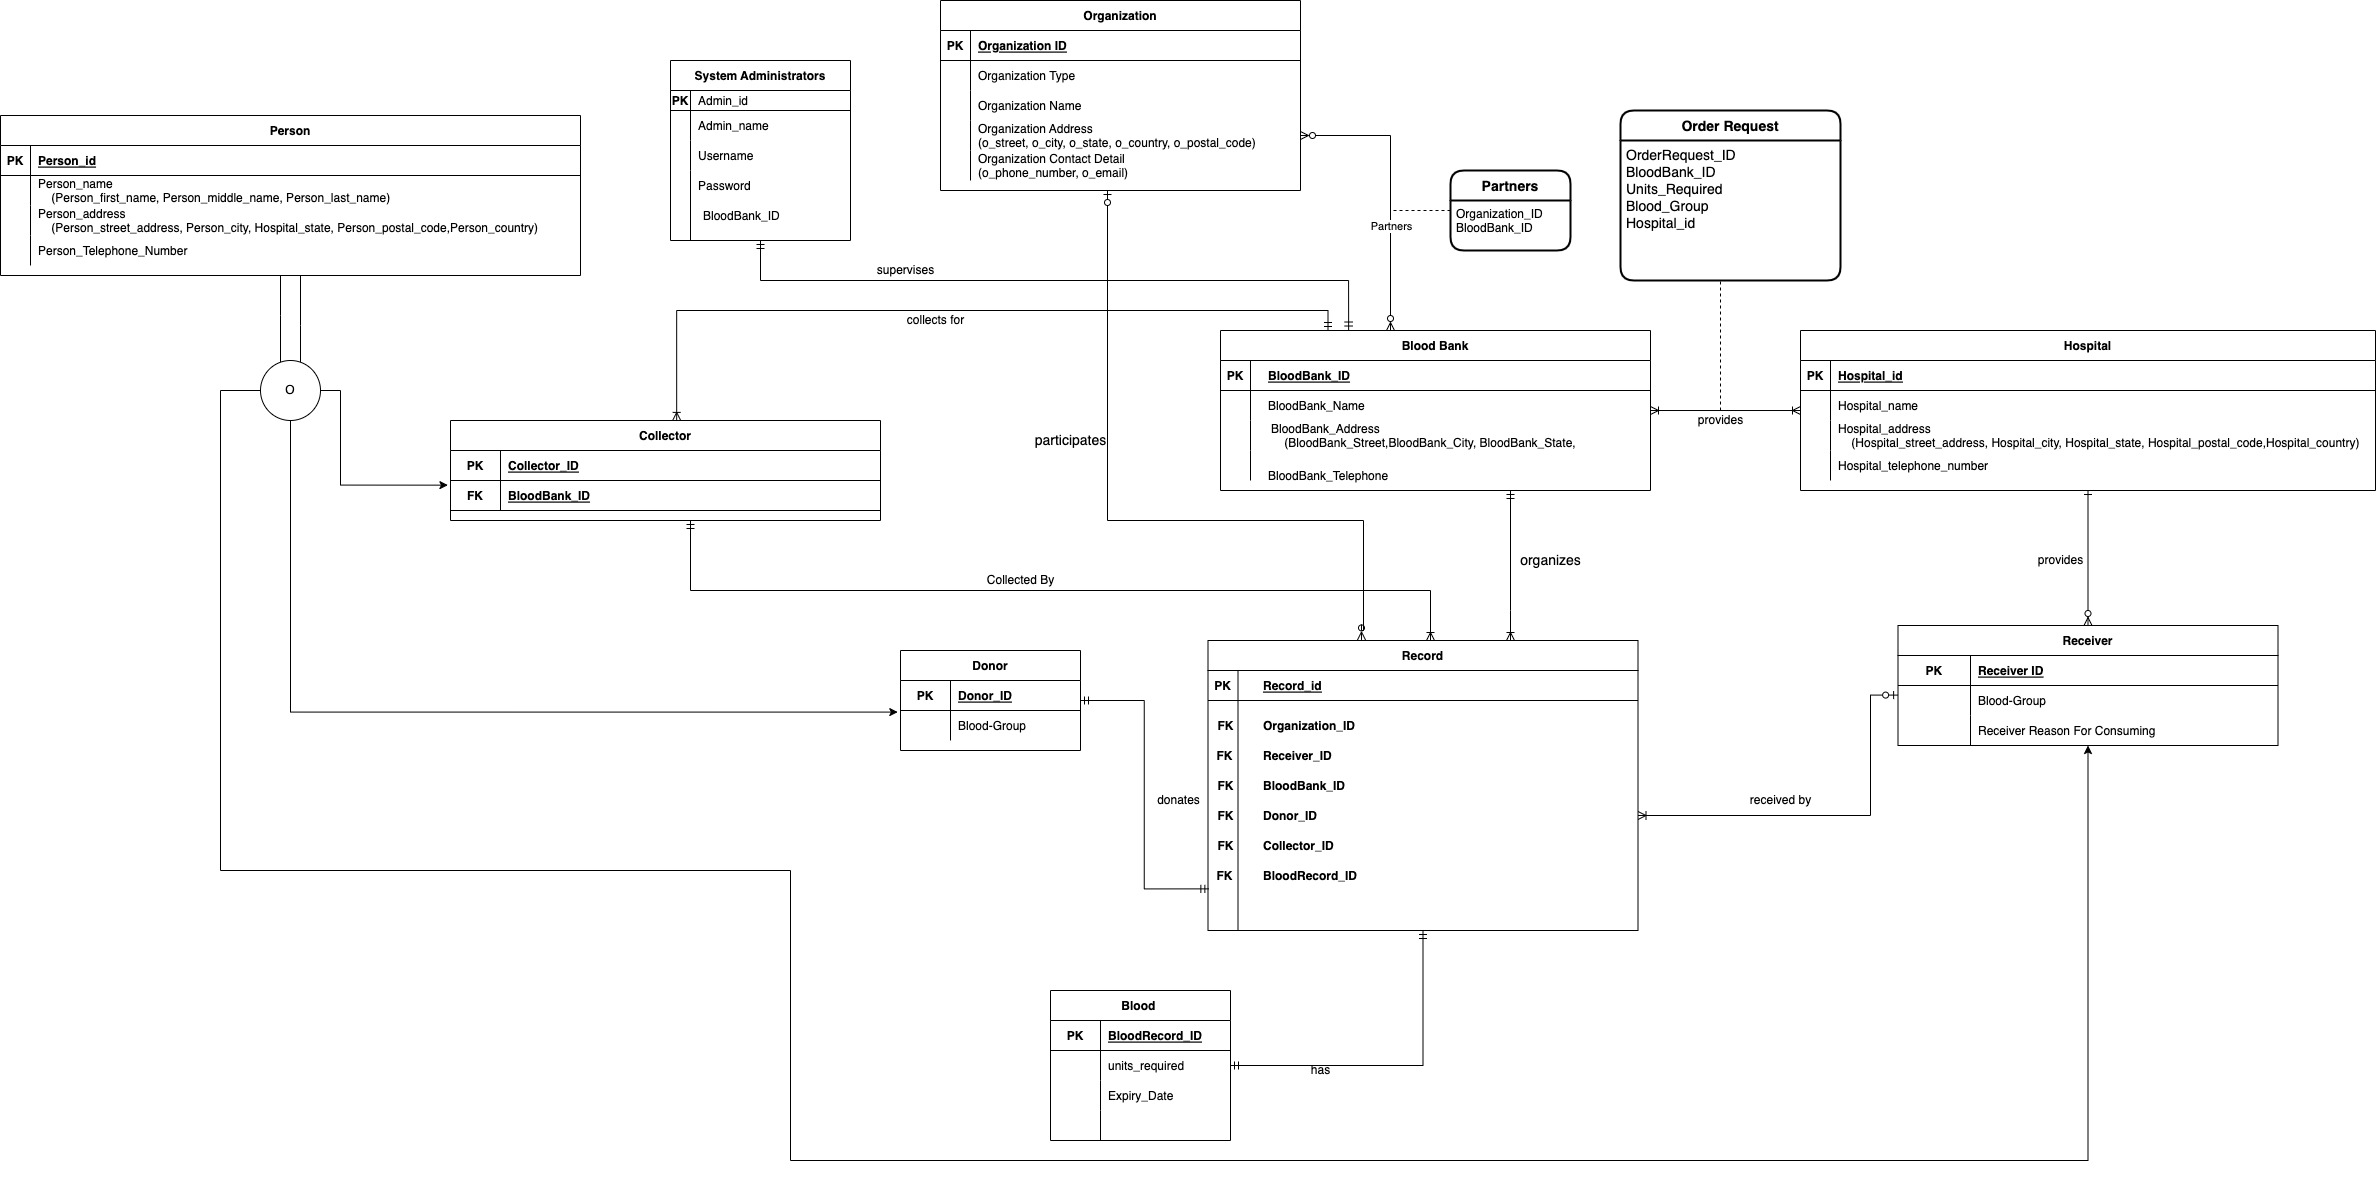 Organization
PK Organization ID
Organization Type
Organization Name
Organization Address
(o_street, o_city, o_state, o_country, o_postal_code)
Organization Contact Detail
(o_phone_number, o_email)
System Administrators
PK Admin_id
Admin_name
Username
Password
BloodBank_ID
Person
PK Person_id
Person_name
(Person_first_name, Person_middle_name, Person_last_name)
Person_address
(Person_street_address, Person_city, Hospital_state, Person_postal_code,Person_country)
Person_Telephone_Number
Order Request
OrderRequest_ID
BloodBank_ID
Units_Required
Blood_Group
Hospital_id
Partners
Organization_ID
BloodBank_ID
Partners
supervises
collects for
O
Blood Bank
PK BloodBank_ID
BloodBank_Name
BloodBank_Address
(BloodBank_Street,BloodBank_City, BloodBank_State,
BloodBank_Telephone
provides
Hospital
PK Hospital_id
Hospital_name
Hospital_address
(Hospital_street_address, Hospital_city, Hospital_state, Hospital_postal_code,Hospital_country)
Hospital_telephone_number
Collector
PK Collector_ID
FK BloodBank_ID
participates
organizes
provides
Collected By
Donor
PK Donor_ID
Blood-Group
donates
Record
PK Record_id
FK Organization_ID
FK Receiver_ID
FK BloodBank_ID
FK Donor_ID
FK Collector_ID
FK BloodRecord_ID
Receiver
PK Receiver ID
Blood-Group
Receiver Reason For Consuming
received by
Blood
PK BloodRecord_ID
units_required
Expiry_Date
has